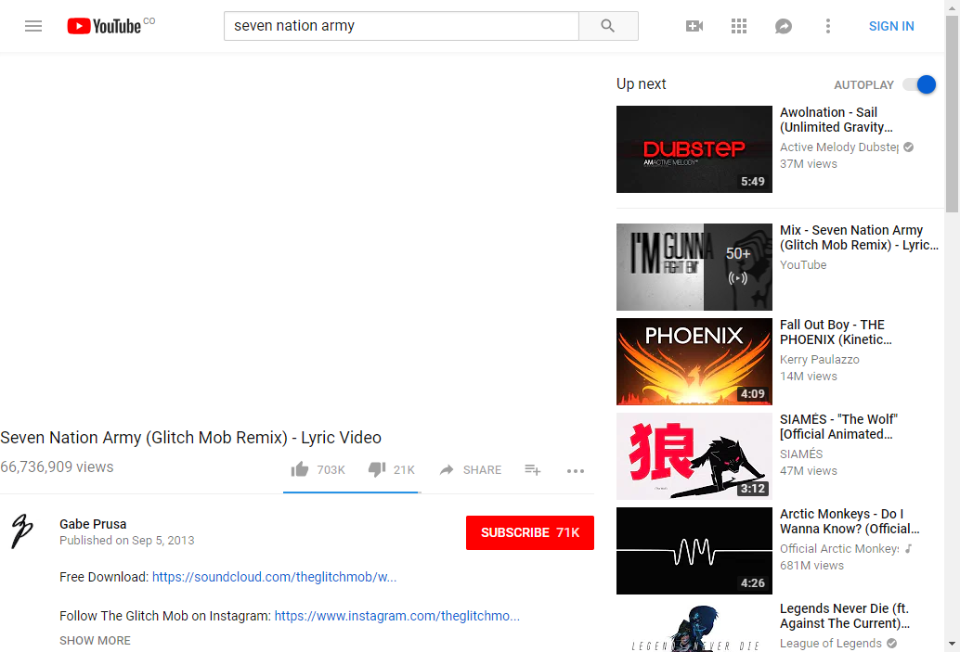 YouTube CO
seven nation army
SIGN IN
Up next
AUTOPLAY
DUBSTEP
AMACTIVE MELODY
5:49
Awolnation - Sail
(Unlimited Gravity...
Active Melody Dubstep
37M views
I'M GUNNA
FIGHT EM
50+
Mix - Seven Nation Army
(Glitch Mob Remix) - Lyric...
YouTube
PHOENIX
4:09
Fall Out Boy - THE
PHOENIX (Kinetic...
Kerry Paulazzo
14M views
狼
3:12
SIAMÉS - "The Wolf"
[Official Animated...
SIAMÉS
47M views
4:26
Arctic Monkeys - Do I
Wanna Know? (Official...
Official Arctic Monkeys
681M views
LEGENDS NEVER DIE
Legends Never Die (ft.
Against The Current)...
League of Legends
Seven Nation Army (Glitch Mob Remix) - Lyric Video
66,736,909 views
703K
21K
SHARE
Gabe Prusa
Published on Sep 5, 2013
SUBSCRIBE 71K
Free Download: https://soundcloud.com/theglitchmob/w...
Follow The Glitch Mob on Instagram: https://www.instagram.com/theglitchmo...
SHOW MORE